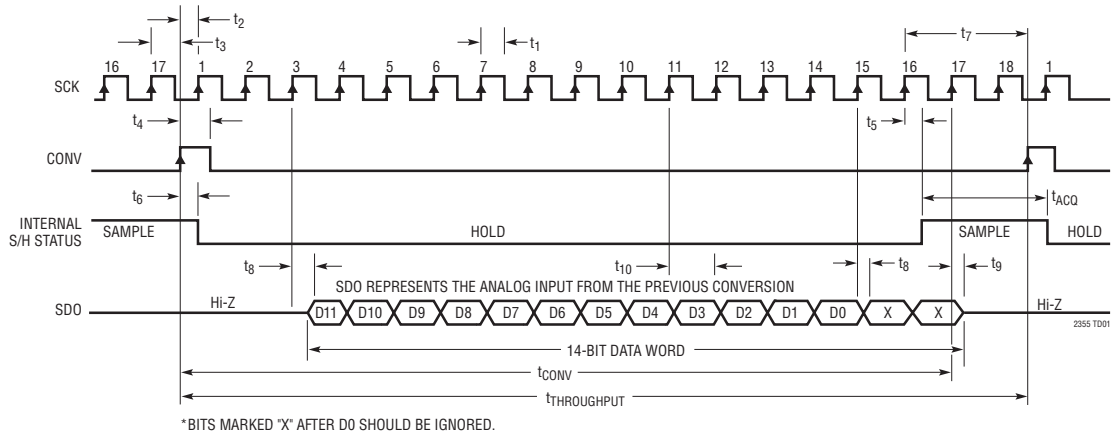 t2
t3
t1
t7
16 17 1 2 3 4 5 6 7 8 9 10 11 12 13 14 15 16 17 18 1
SCK
t4
t5
CONV
t6
tACQ
INTERNAL
S/H STATUS
SAMPLE HOLD SAMPLE HOLD
t8 t10 t8 t9
SDO REPRESENTS THE ANALOG INPUT FROM THE PREVIOUS CONVERSION
SDO Hi-Z D11 D10 D9 D8 D7 D6 D5 D4 D3 D2 D1 D0 X X Hi-Z
2355 TD01
14-BIT DATA WORD
tCONV
tTHROUGHPUT
*BITS MARKED "X" AFTER D0 SHOULD BE IGNORED.